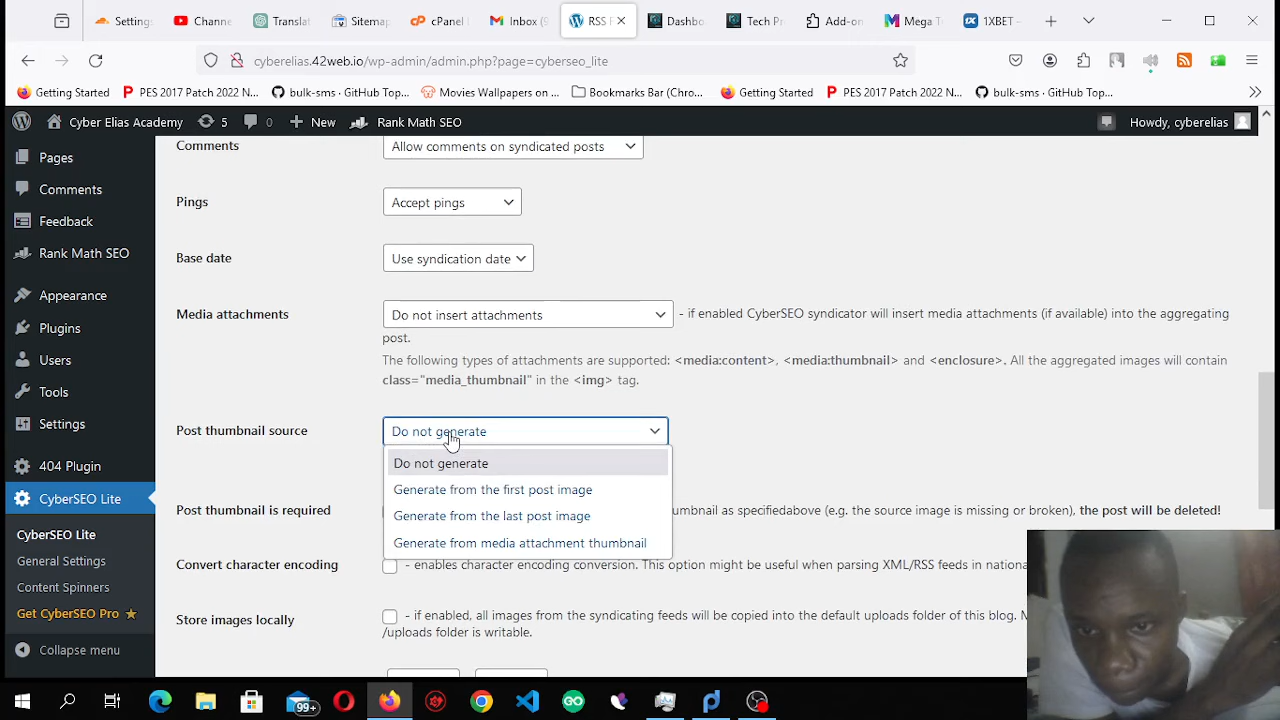 Settings
Channe
Translat
Sitemap
cPanel
Inbox (9
RSS F
Dashbo
Tech Pr
Add-on
Mega T
1XBET –
cyberelias.42web.io/wp-admin/admin.php?page=cyberseo_lite
Getting Started
PES 2017 Patch 2022 N...
bulk-sms · GitHub Top...
Movies Wallpapers on ...
Bookmarks Bar (Chro...
Getting Started
PES 2017 Patch 2022 N...
bulk-sms · GitHub Top...
Cyber Elias Academy
5
0
New
Rank Math SEO
Howdy, cyberelias
Pages
Comments
Feedback
Rank Math SEO
Appearance
Plugins
Users
Tools
Settings
404 Plugin
CyberSEO Lite
CyberSEO Lite
General Settings
Content Spinners
Get CyberSEO Pro ★
Collapse menu
Comments
Allow comments on syndicated posts
Pings
Accept pings
Base date
Use syndication date
Media attachments
Do not insert attachments
- if enabled CyberSEO syndicator will insert media attachments (if available) into the aggregating
post.
The following types of attachments are supported: <media:content>, <media:thumbnail> and <enclosure>. All the aggregated images will contain
class="media_thumbnail" in the <img> tag.
Post thumbnail source
Do not generate
Do not generate
Generate from the first post image
Generate from the last post image
Generate from media attachment thumbnail
Post thumbnail is required
humbnail as specifiedabove (e.g. the source image is missing or broken), the post will be deleted!
Convert character encoding
- enables character encoding conversion. This option might be useful when parsing XML/RSS feeds in nationa
Store images locally
- if enabled, all images from the syndicating feeds will be copied into the default uploads folder of this blog. M
/uploads folder is writable.
99+